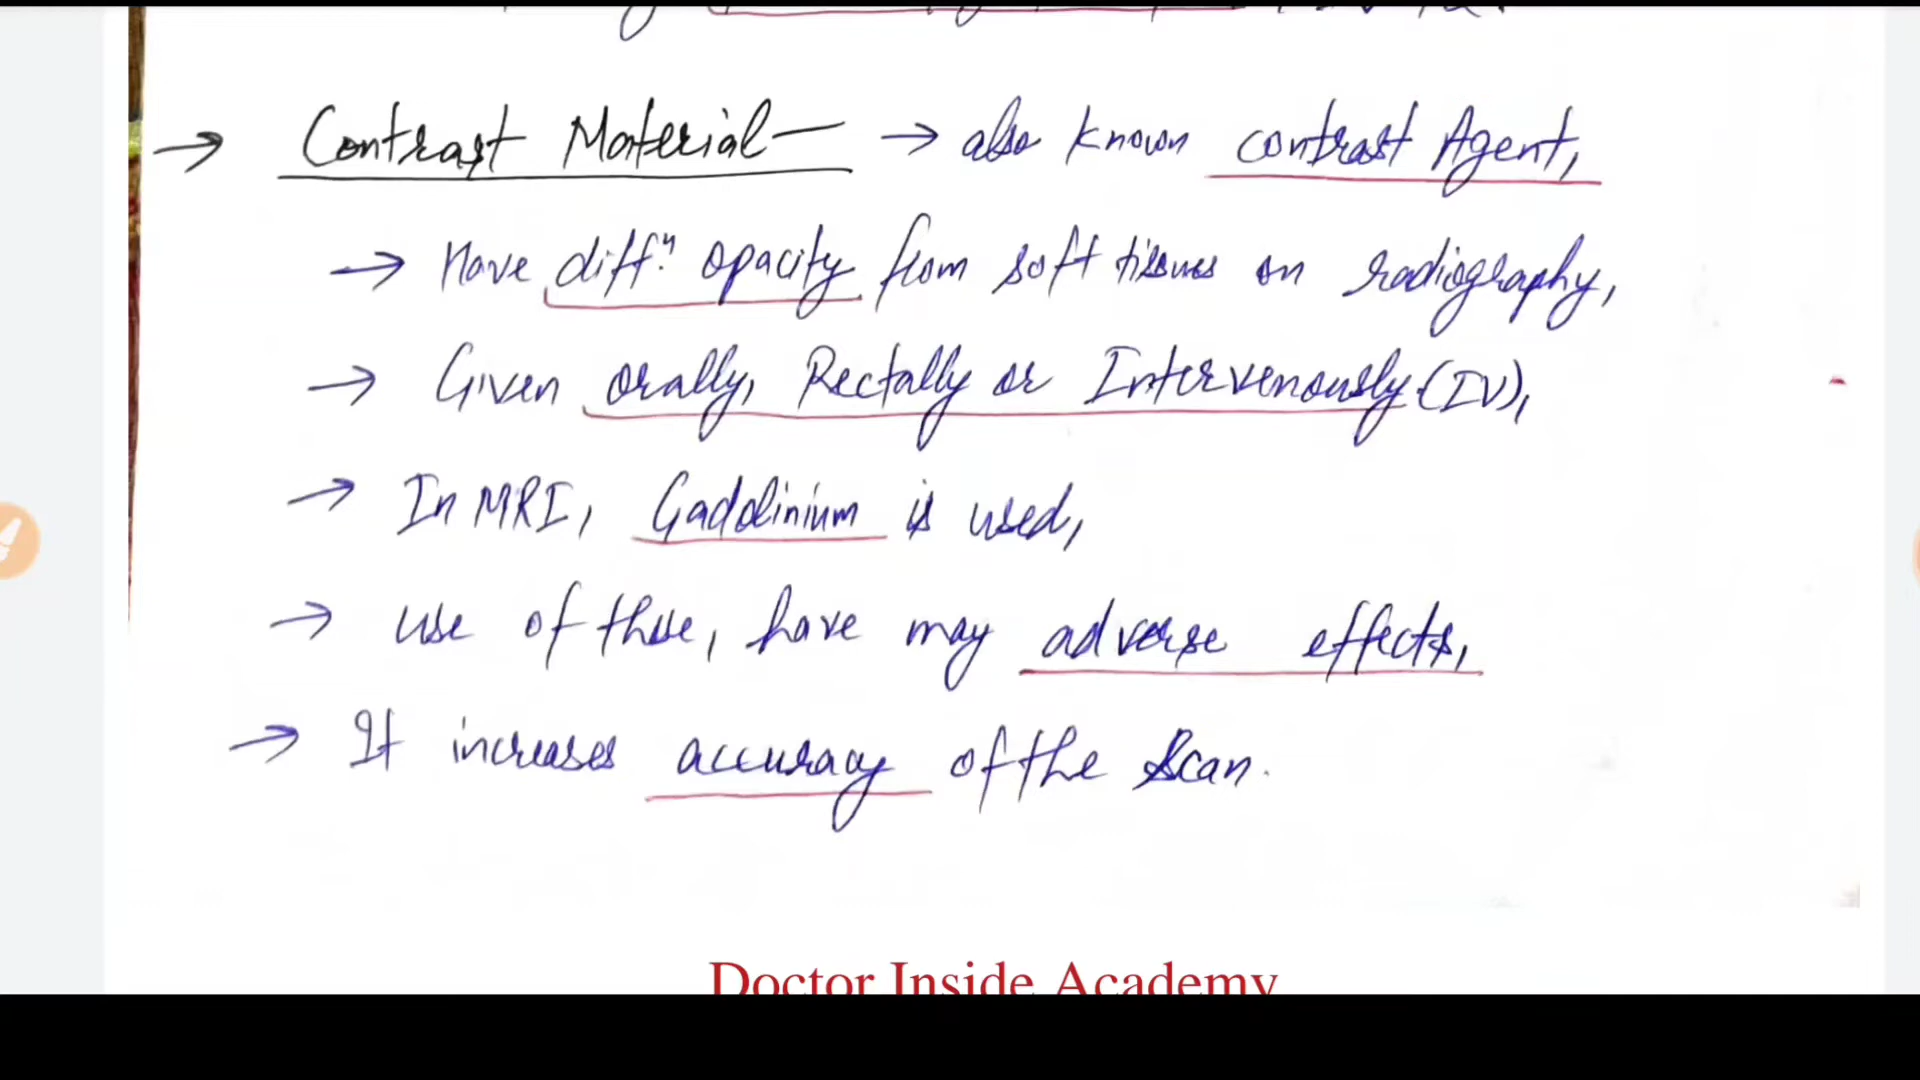 → Contrast Material — → also known contrast Agent,
→ Have diff.n opacity from soft tissues on radiography,
→ Given orally, Rectally or Intervenously (IV),
→ In MRI, Gadolinium is used,
→ use of these, have may adverse effects,
→ It increases accuracy of the Scan.
Doctor Inside Academy